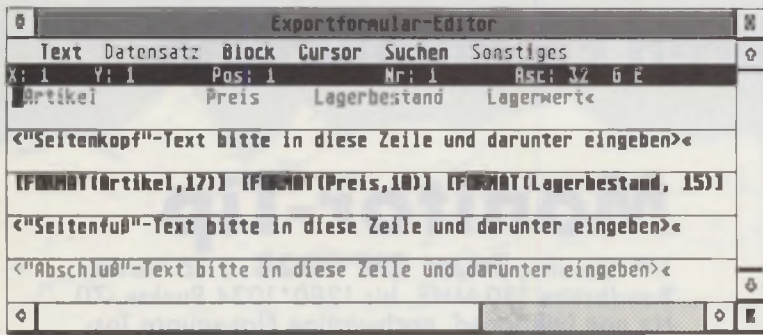 Exportformular-Editor
Text Datensatz Block Cursor Suchen Sonstiges
X: 1 Y: 1 Pos: 1 Nr: 1 Asc: 32 G E
Artikel Preis Lagerbestand Lagerwert«
<"Seitenkopf"-Text bitte in diese Zeile und darunter eingeben>«
[FORMAT(Artikel,17)] [FORMAT(Preis,10)] [FORMAT(Lagerbestand, 15)]
<"Seitenfuß"-Text bitte in diese Zeile und darunter eingeben>«
<"Abschluß"-Text bitte in diese Zeile und darunter eingeben>«